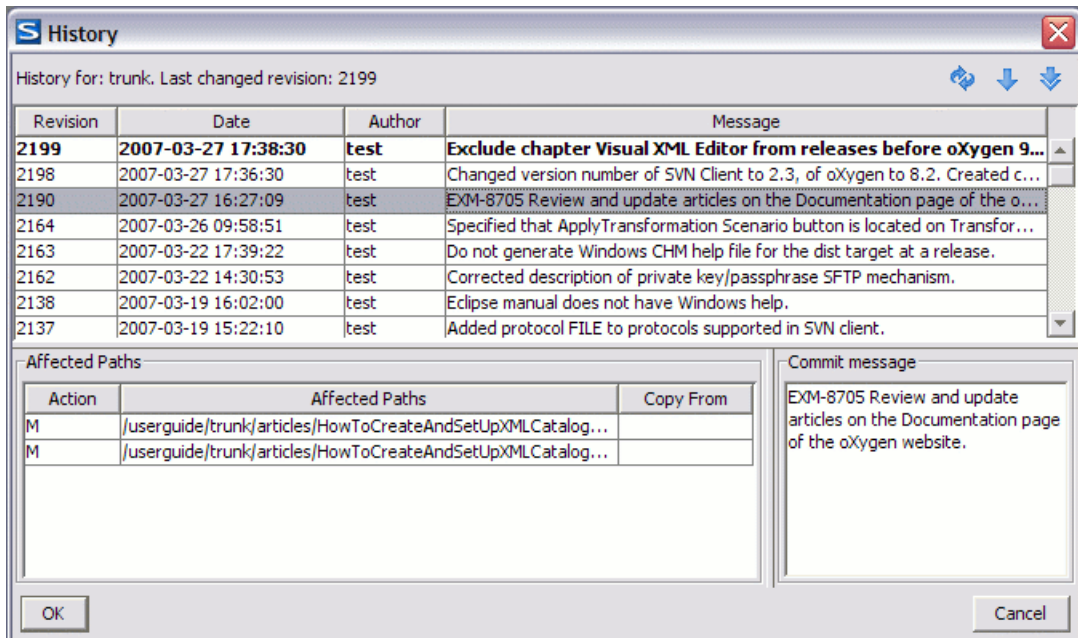 S History
History for: trunk. Last changed revision: 2199
Revision Date Author Message
2199 2007-03-27 17:38:30 test Exclude chapter Visual XML Editor from releases before oXygen 9...
2198 2007-03-27 17:36:30 test Changed version number of SVN Client to 2.3, of oXygen to 8.2. Created c...
2190 2007-03-27 16:27:09 test EXM-8705 Review and update articles on the Documentation page of the o...
2164 2007-03-26 09:58:51 test Specified that ApplyTransformation Scenario button is located on Transfor...
2163 2007-03-22 17:39:22 test Do not generate Windows CHM help file for the dist target at a release.
2162 2007-03-22 14:30:53 test Corrected description of private key/passphrase SFTP mechanism.
2138 2007-03-19 16:02:00 test Eclipse manual does not have Windows help.
2137 2007-03-19 15:22:10 test Added protocol FILE to protocols supported in SVN client.
Affected Paths
Action Affected Paths Copy From
M /userguide/trunk/articles/HowToCreateAndSetUpXMLCatalog...
M /userguide/trunk/articles/HowToCreateAndSetUpXMLCatalog...
Commit message
EXM-8705 Review and update
articles on the Documentation page
of the oXygen website.
OK Cancel